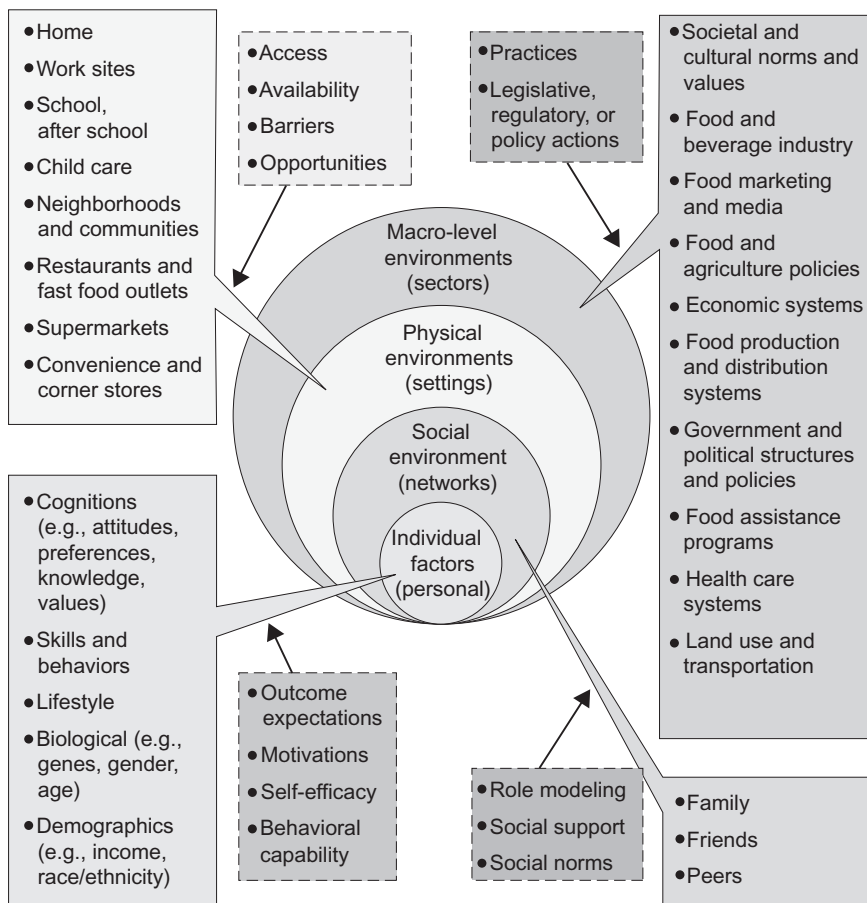 ● Home
● Work sites
● School,
after school
● Child care
● Neighborhoods
and communities
● Restaurants and
fast food outlets
● Supermarkets
● Convenience and
corner stores
● Access
● Availability
● Barriers
● Opportunities
● Practices
● Legislative,
regulatory, or
policy actions
● Societal and
cultural norms and
values
● Food and
beverage industry
● Food marketing
and media
● Food and
agriculture policies
● Economic systems
● Food production
and distribution
systems
● Government and
political structures
and policies
● Food assistance
programs
● Health care
systems
● Land use and
transportation
Macro-level
environments
(sectors)
Physical
environments
(settings)
Social
environment
(networks)
Individual
factors
(personal)
● Cognitions
(e.g., attitudes,
preferences,
knowledge,
values)
● Skills and
behaviors
● Lifestyle
● Biological (e.g.,
genes, gender,
age)
● Demographics
(e.g., income,
race/ethnicity)
● Outcome
expectations
● Motivations
● Self-efficacy
● Behavioral
capability
● Role modeling
● Social support
● Social norms
● Family
● Friends
● Peers